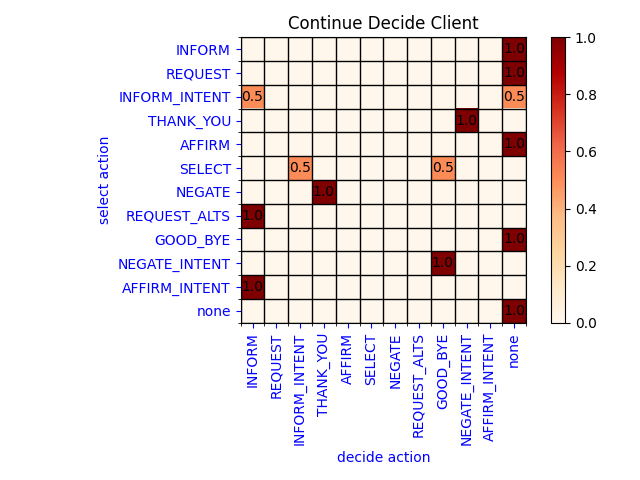 Continue Decide Client
INFORM 1.0
REQUEST 1.0
INFORM_INTENT 0.5 0.5
THANK_YOU 1.0
AFFIRM 1.0
SELECT 0.5 0.5
NEGATE 1.0
REQUEST_ALTS 1.0
GOOD_BYE 1.0
NEGATE_INTENT 1.0
AFFIRM_INTENT 1.0
none 1.0
select action
INFORM
REQUEST
INFORM_INTENT
THANK_YOU
AFFIRM
SELECT
NEGATE
REQUEST_ALTS
GOOD_BYE
NEGATE_INTENT
AFFIRM_INTENT
none
decide action
1.0
0.8
0.6
0.4
0.2
0.0